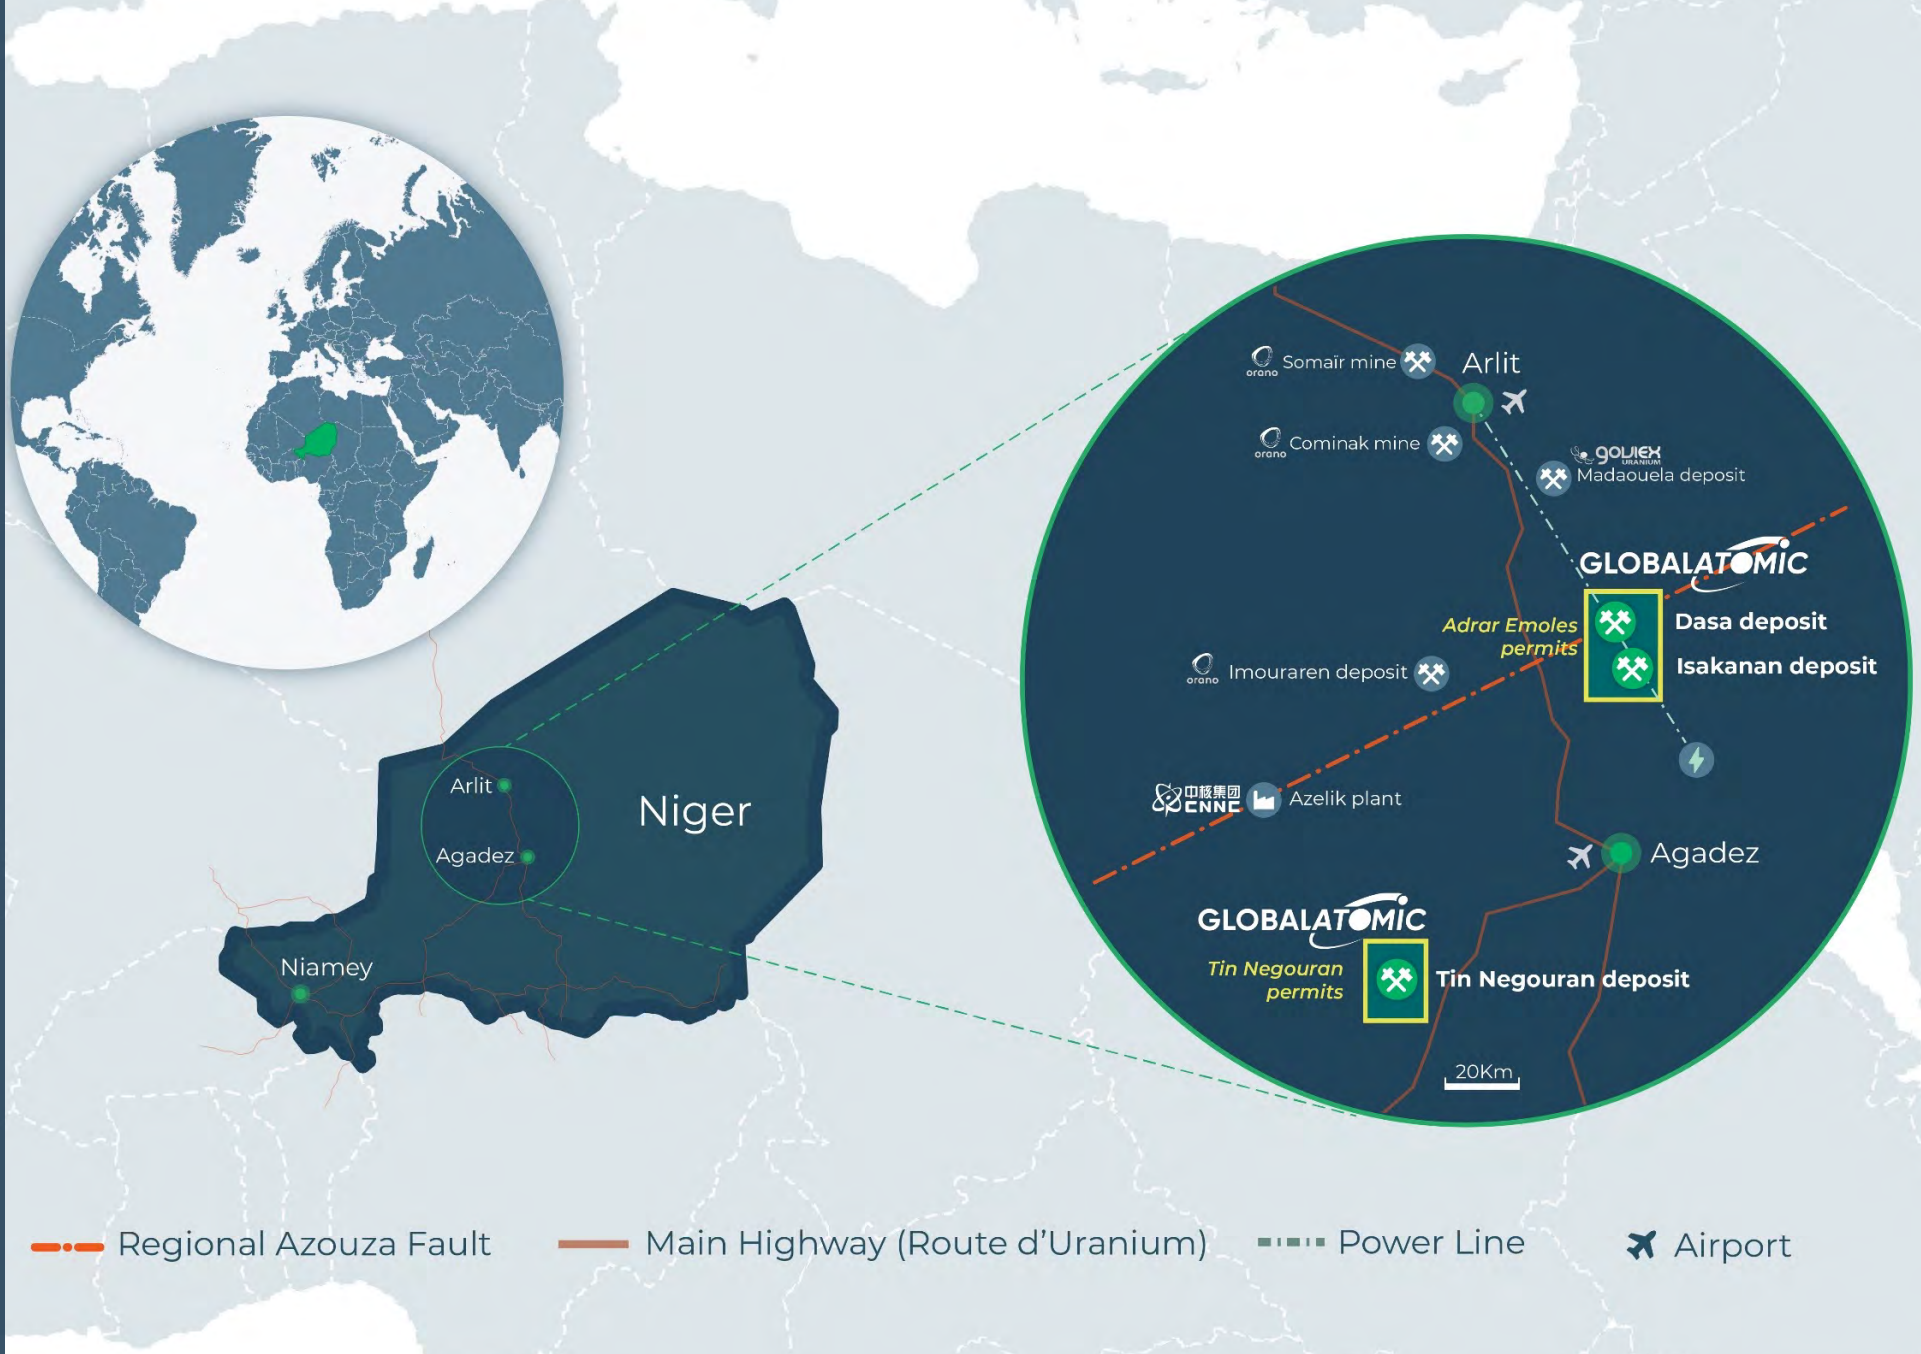 orano Somaïr mine
Arlit
orano Cominak mine
GOVIEX
URANIUM
Madaouela deposit
GLOBALATOMIC
Adrar Emoles
permits
Dasa deposit
Isakanan deposit
orano Imouraren deposit
中核集团
CNNC
Azelik plant
Agadez
GLOBALATOMIC
Tin Negouran
permits
Tin Negouran deposit
20Km
Arlit
Agadez
Niger
Niamey
Regional Azouza Fault
Main Highway (Route d’Uranium)
Power Line
Airport